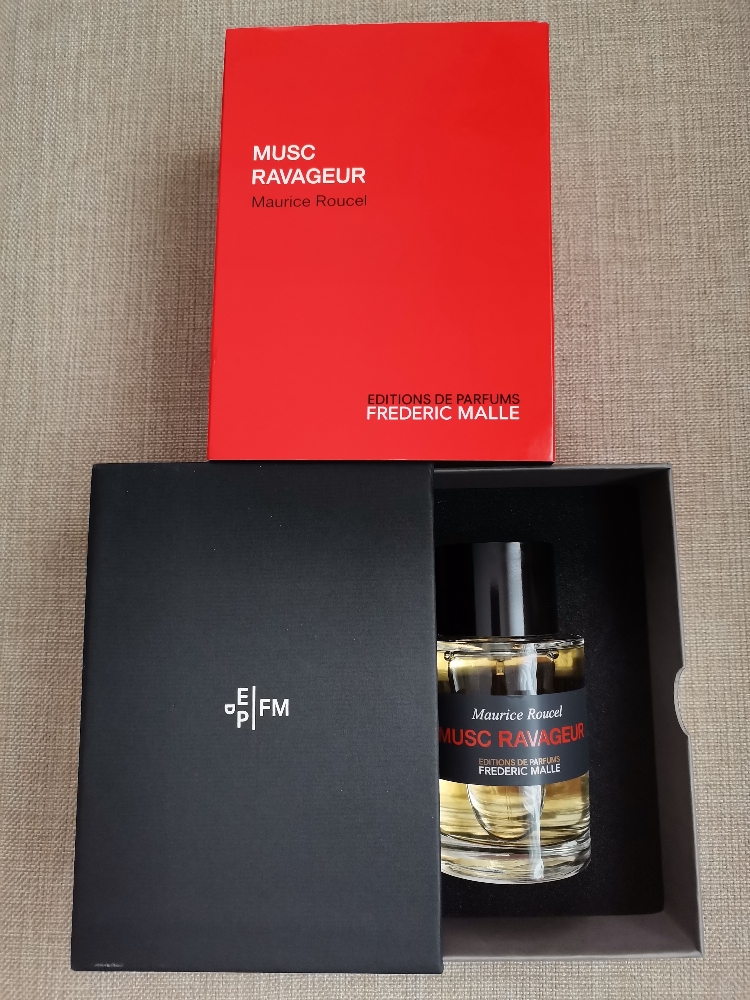 MUSC
RAVAGEUR
Maurice Roucel
EDITIONS DE PARFUMS
FREDERIC MALLE
EDP|FM
Maurice Roucel
MUSC RAVAGEUR
EDITIONS DE PARFUMS
FREDERIC MALLE